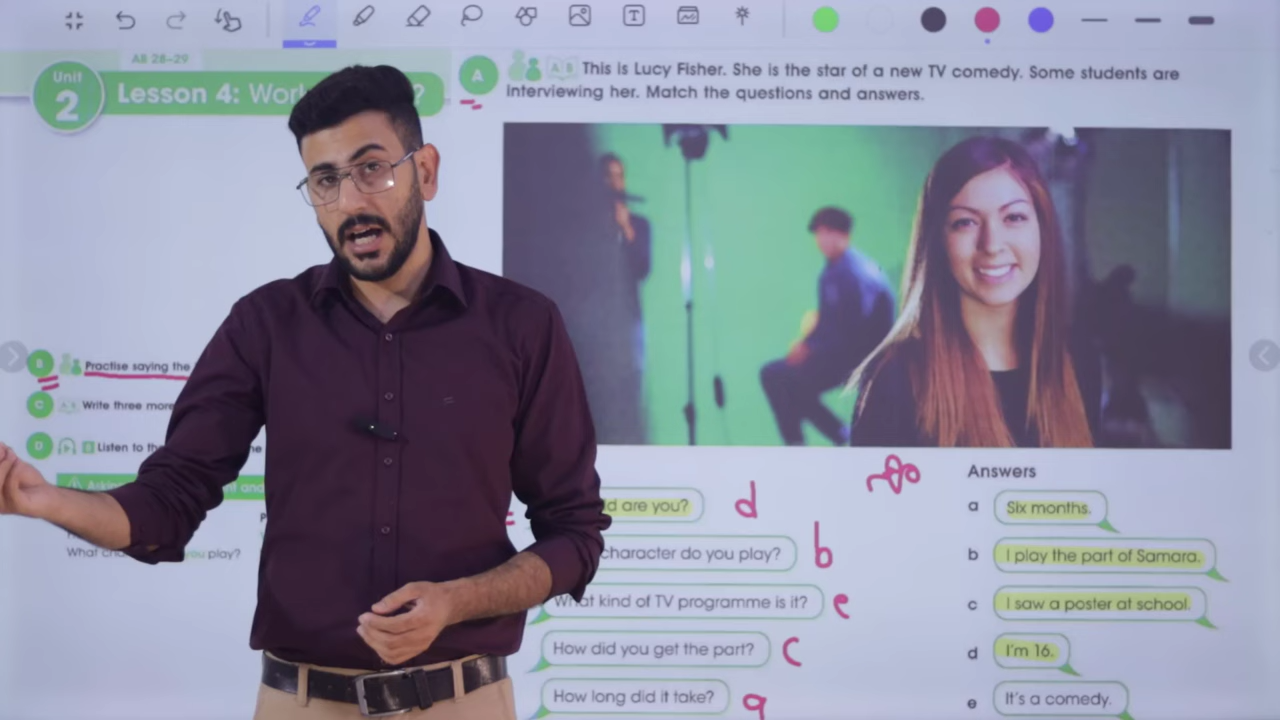 AB 28–29
Unit
2
Lesson 4: Work ?
A
AB
This is Lucy Fisher. She is the star of a new TV comedy. Some students are
interviewing her. Match the questions and answers.
B Practise saying the
C Write three more
D Listen to the
What you play?
d are you? d
character do you play? b
What kind of TV programme is it? e
How did you get the part? c
How long did it take? a
Answers
a Six months.
b I play the part of Samara.
c I saw a poster at school.
d I'm 16.
e It's a comedy.